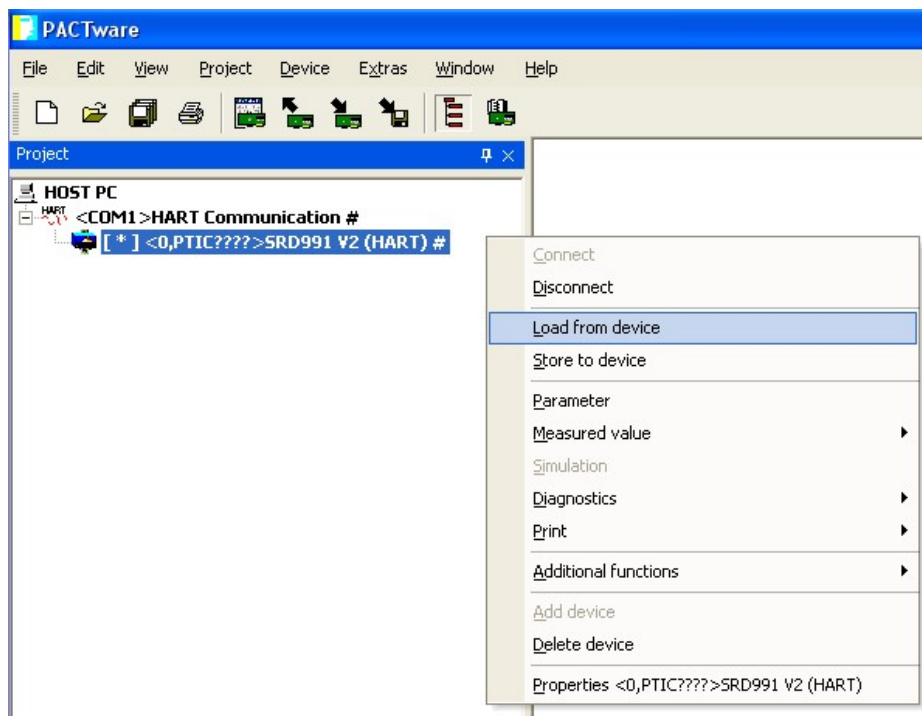 PACTware
File Edit View Project Device Extras Window Help
Project
HOST PC
HART <COM1>HART Communication #
[ * ] <0,PTIC????>SRD991 V2 (HART) #
Connect
Disconnect
Load from device
Store to device
Parameter
Measured value
Simulation
Diagnostics
Print
Additional functions
Add device
Delete device
Properties <0,PTIC????>SRD991 V2 (HART)